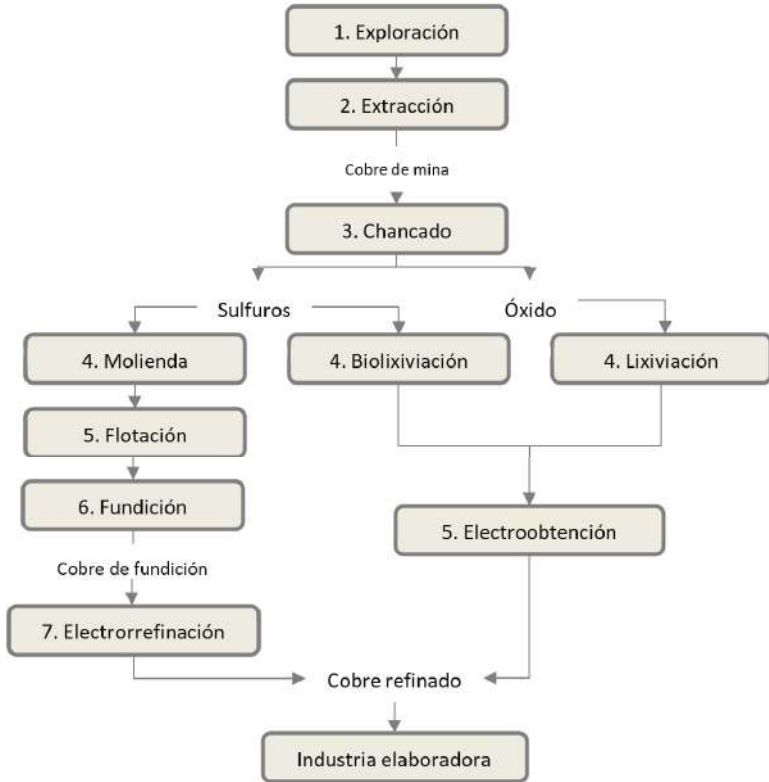 1. Exploración
2. Extracción
Cobre de mina
3. Chancado
Sulfuros
Óxido
4. Molienda
4. Biolixiviación
4. Lixiviación
5. Flotación
6. Fundición
5. Electroobtención
Cobre de fundición
7. Electrorrefinación
Cobre refinado
Industria elaboradora